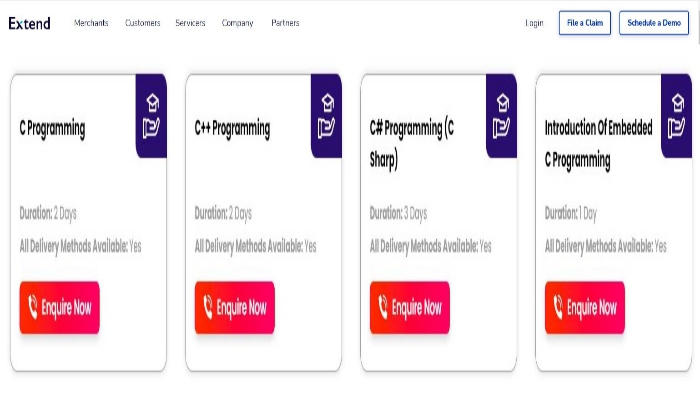 Extend Merchants Customers Servicers Company Partners Login File a Claim Schedule a Demo
C Programming
Duration: 2 Days
All Delivery Methods Available: Yes
Enquire Now
C++ Programming
Duration: 2 Days
All Delivery Methods Available: Yes
Enquire Now
C# Programming (C
Sharp)
Duration: 3 Days
All Delivery Methods Available: Yes
Enquire Now
Introduction Of Embedded
C Programming
Duration: 1 Day
All Delivery Methods Available: Yes
Enquire Now